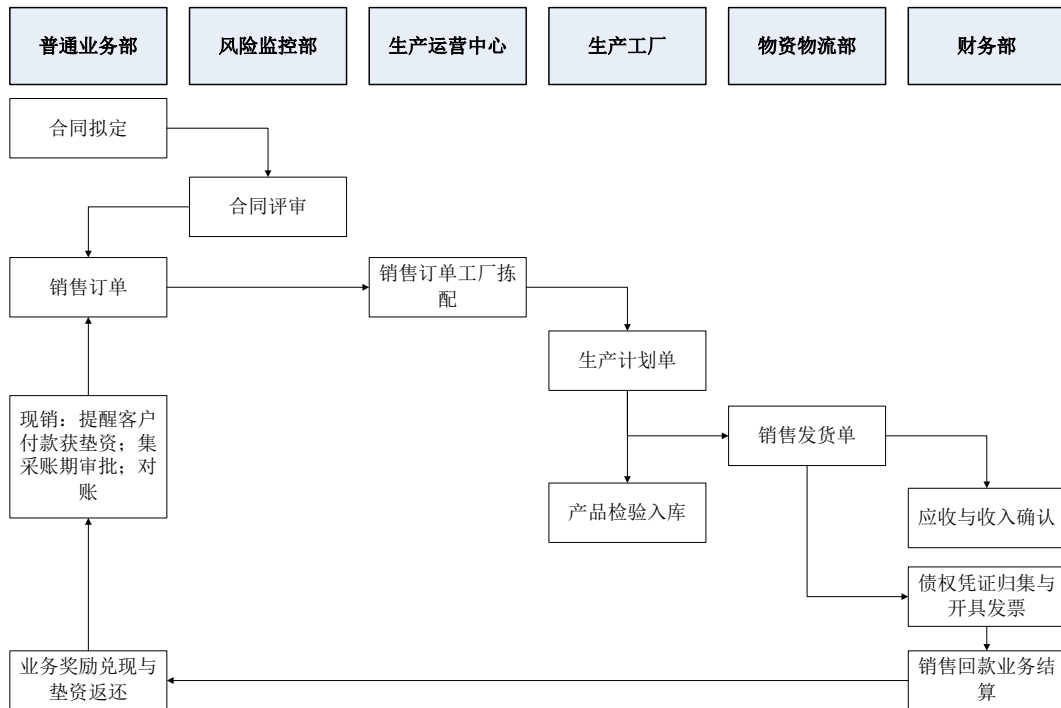 普通业务部
风险监控部
生产运营中心
生产工厂
物资物流部
财务部
合同拟定
合同评审
销售订单
销售订单工厂拣
配
生产计划单
现销：提醒客户
付款获垫资；集
采账期审批；对
账
销售发货单
产品检验入库
应收与收入确认
债权凭证归集与
开具发票
业务奖励兑现与
垫资返还
销售回款业务结
算